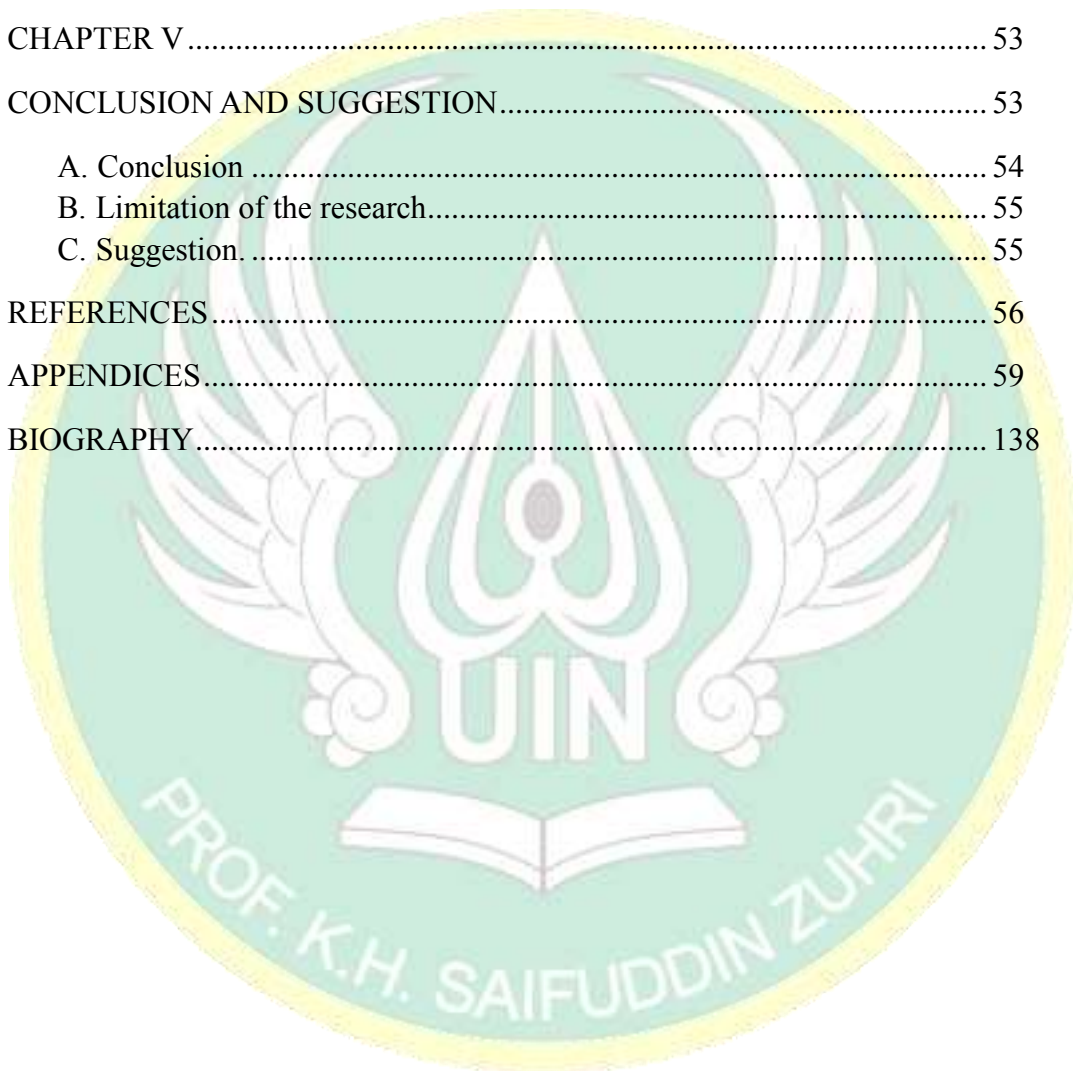 CHAPTER V.................................................................................................... 53
CONCLUSION AND SUGGESTION............................................................. 53
A. Conclusion ............................................................................................ 54
B. Limitation of the research...................................................................... 55
C. Suggestion. ............................................................................................ 55
REFERENCES................................................................................................. 56
APPENDICES.................................................................................................. 59
BIOGRAPHY................................................................................................... 138
UIN
PROF. K.H. SAIFUDDIN ZUHRI